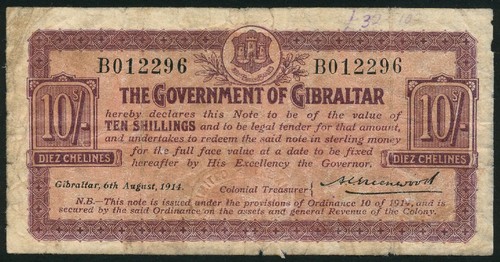 £ 32
B012296 B012296
THE GOVERNMENT OF GIBRALTAR
10/- hereby declares this Note to be of the value of 10/-
TEN SHILLINGS and to be legal tender for that amount,
and undertakes to redeem the said note in sterling money
DIEZ CHELINES for the full face value at a date to be fixed DIEZ CHELINES
hereafter by His Excellency the Governor.
Gibraltar, 6th August, 1914. Colonial Treasurer Greenwood
N.B.—This note is issued under the provisions of Ordinance 10 of 1914, and is
secured by the said Ordinance on the assets and general Revenue of the Colony.